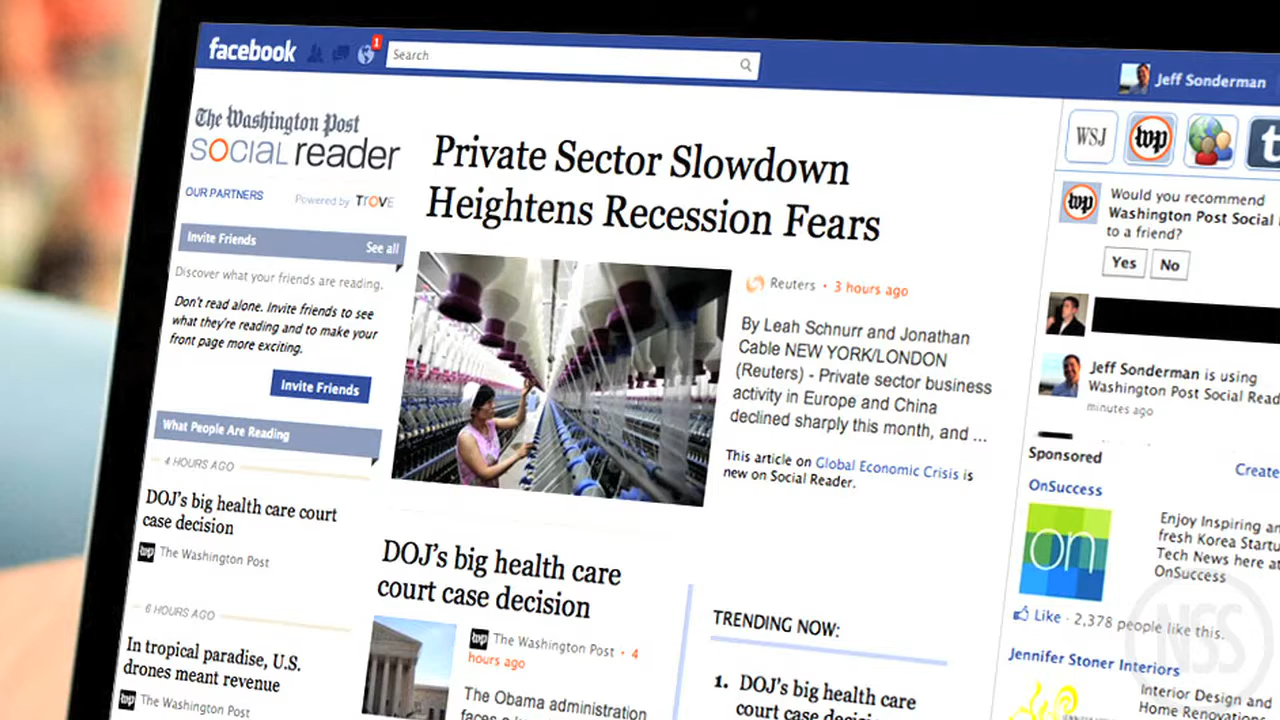 facebook
1
Search
Jeff Sonderman
The Washington Post
SOCIAL reader
OUR PARTNERS
Powered by TROVE
Invite Friends
See all
Discover what your friends are reading.
Don't read alone. Invite friends to see
what they're reading and to make your
front page more exciting.
Invite Friends
What People Are Reading
4 HOURS AGO
DOJ's big health care court
case decision
wp The Washington Post
6 HOURS AGO
In tropical paradise, U.S.
drones meant revenue
wp The Washington Post
Private Sector Slowdown
Heightens Recession Fears
Reuters • 3 hours ago
By Leah Schnurr and Jonathan
Cable NEW YORK/LONDON
(Reuters) - Private sector business
activity in Europe and China
declined sharply this month, and ...
This article on Global Economic Crisis is
new on Social Reader.
DOJ's big health care
court case decision
wp The Washington Post • 4
hours ago
The Obama administration
faces a
TRENDING NOW:
1. DOJ's big health care
court case
WSJ
wp
t
wp
Would you recommend
Washington Post Social
to a friend?
Yes
No
Jeff Sonderman is using
Washington Post Social
minutes ago
Sponsored
Create
OnSuccess
on
Enjoy Inspiring
fresh Korea
Tech News here at
OnSuccess
Like · 2,378 people like this.
Jennifer Stoner Interiors
Interior Design and
Home
NSS